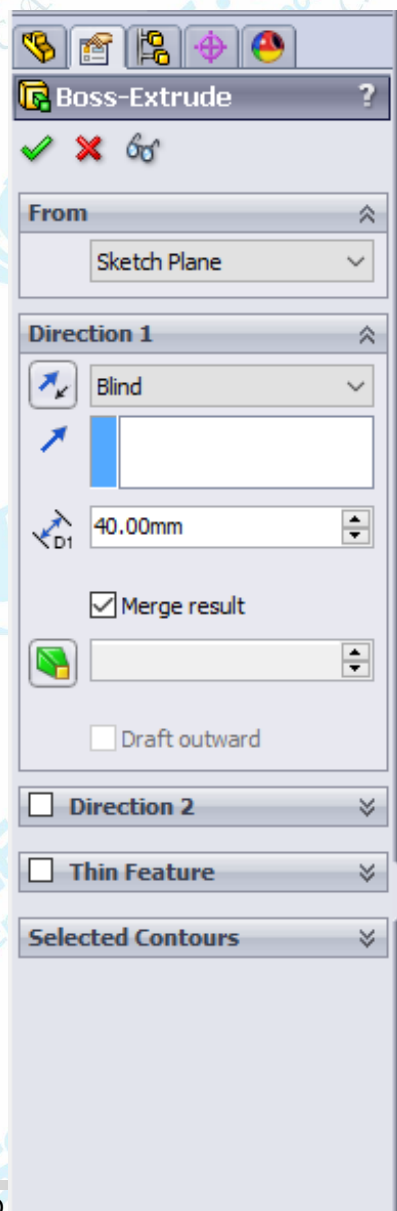 Boss-Extrude ?
From
Sketch Plane
Direction 1
Blind
D1 40.00mm
Merge result
Draft outward
Direction 2
Thin Feature
Selected Contours